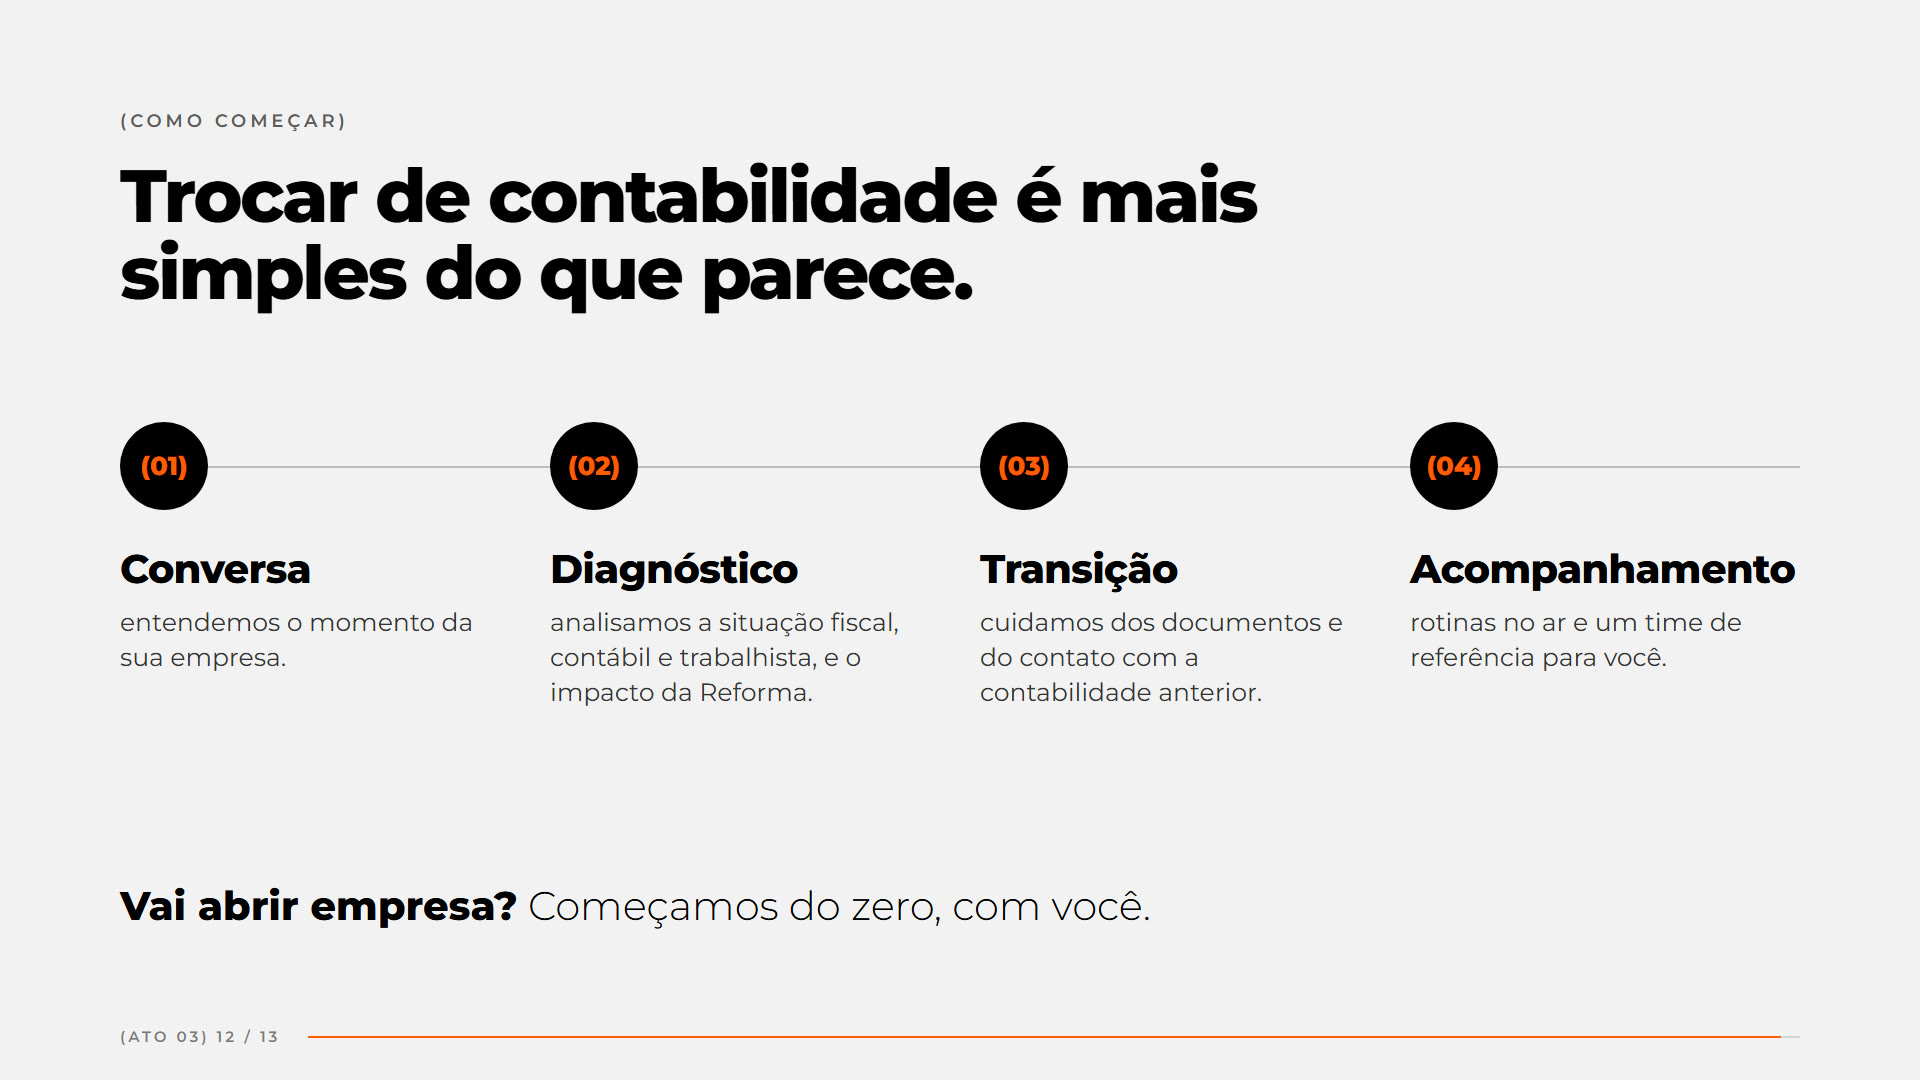 (COMO COMEÇAR)
Trocar de contabilidade é mais
simples do que parece.
(01)
Conversa
entendemos o momento da
sua empresa.
(02)
Diagnóstico
analisamos a situação fiscal,
contábil e trabalhista, e o
impacto da Reforma.
(03)
Transição
cuidamos dos documentos e
do contato com a
contabilidade anterior.
(04)
Acompanhamento
rotinas no ar e um time de
referência para você.
Vai abrir empresa? Começamos do zero, com você.
(ATO 03) 12 / 13